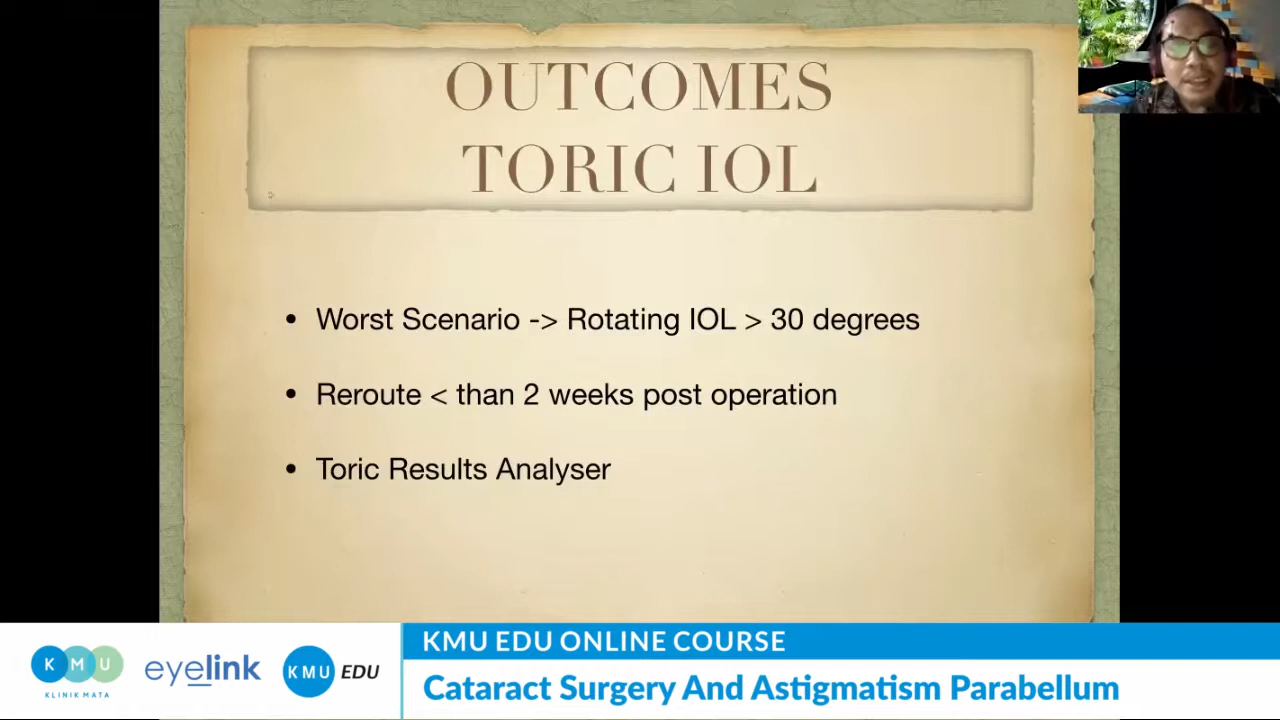 OUTCOMES
TORIC IOL
• Worst Scenario -> Rotating IOL > 30 degrees
• Reroute < than 2 weeks post operation
• Toric Results Analyser
K M U
KLINIK MATA
eyelink
KMU EDU
KMU EDU ONLINE COURSE
Cataract Surgery And Astigmatism Parabellum